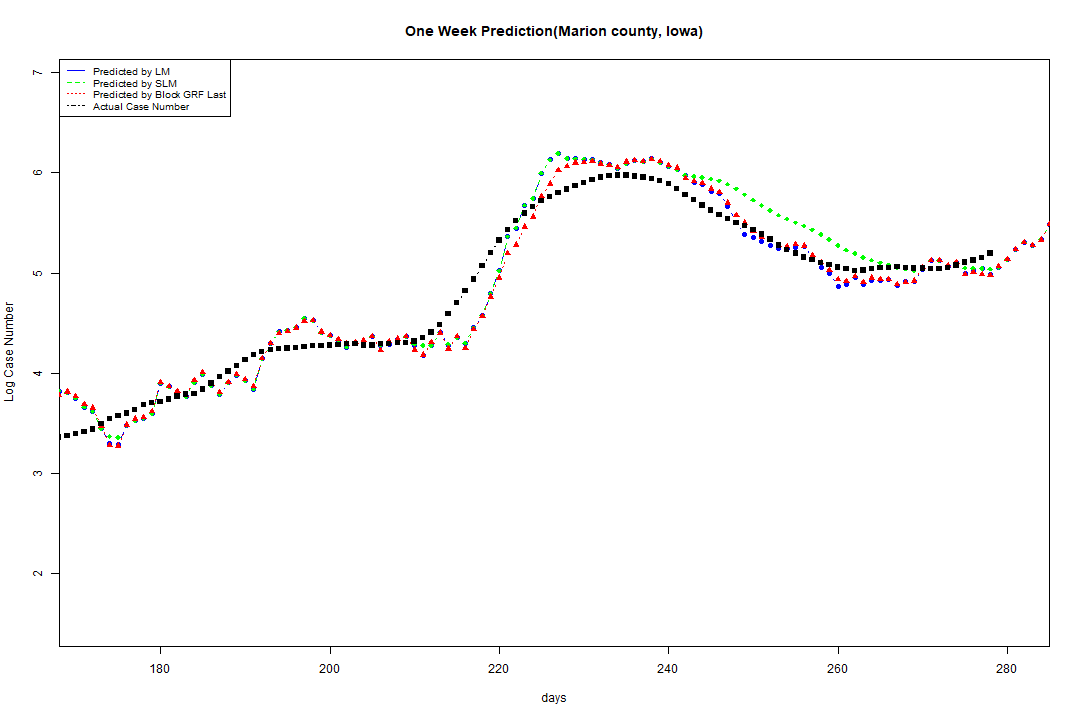 One Week Prediction(Marion county, Iowa)
Predicted by LM
Predicted by SLM
Predicted by Block GRF Last
Actual Case Number
7
6
5
4
3
2
Log Case Number
180 200 220 240 260 280
days